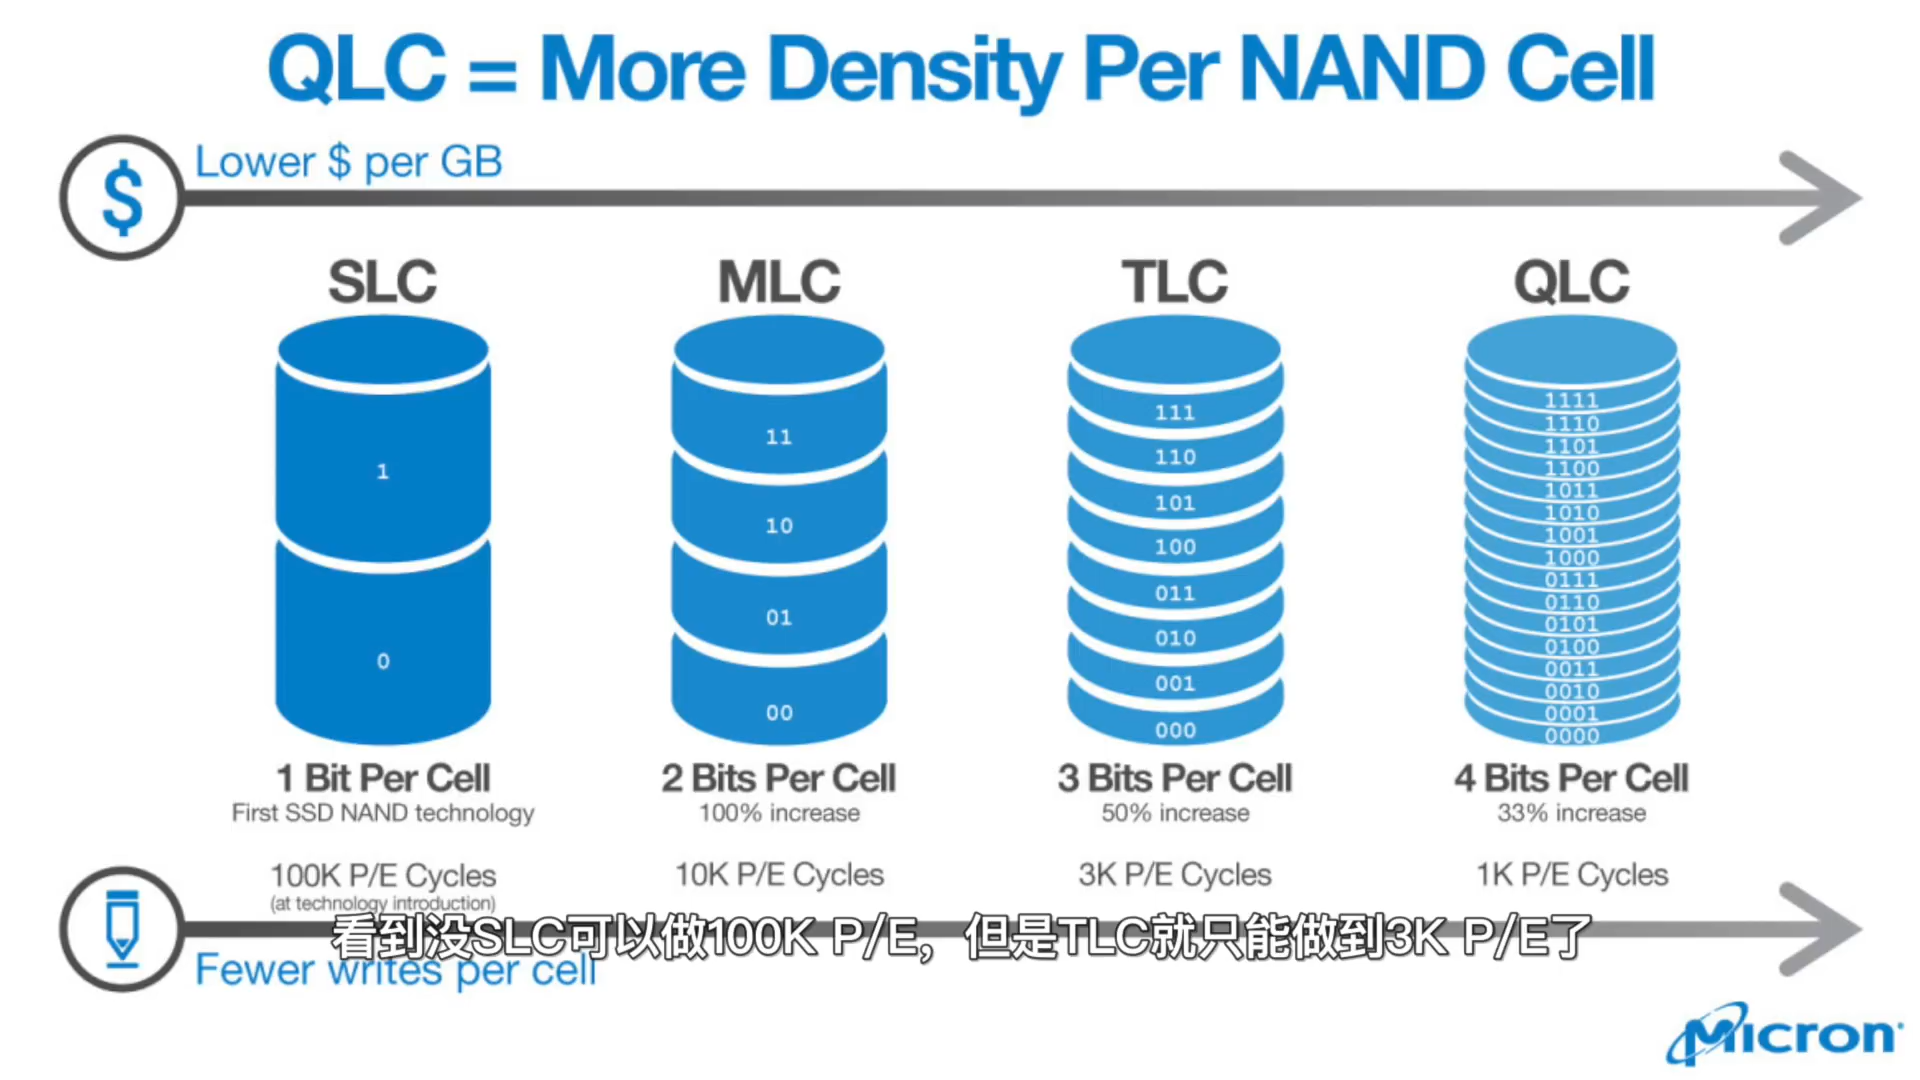 QLC = More Density Per NAND Cell
$
Lower $ per GB
SLC
1
0
1 Bit Per Cell
First SSD NAND technology
100K P/E Cycles
(at technology introduction)
MLC
11
10
01
00
2 Bits Per Cell
100% increase
10K P/E Cycles
TLC
111
110
101
100
011
010
001
000
3 Bits Per Cell
50% increase
3K P/E Cycles
QLC
1111
1110
1101
1100
1011
1010
1001
1000
0111
0110
0101
0100
0011
0010
0001
0000
4 Bits Per Cell
33% increase
1K P/E Cycles
看到没SLC可以做100K P/E，但是TLC就只能做到3K P/E了
Fewer writes per cell
Micron